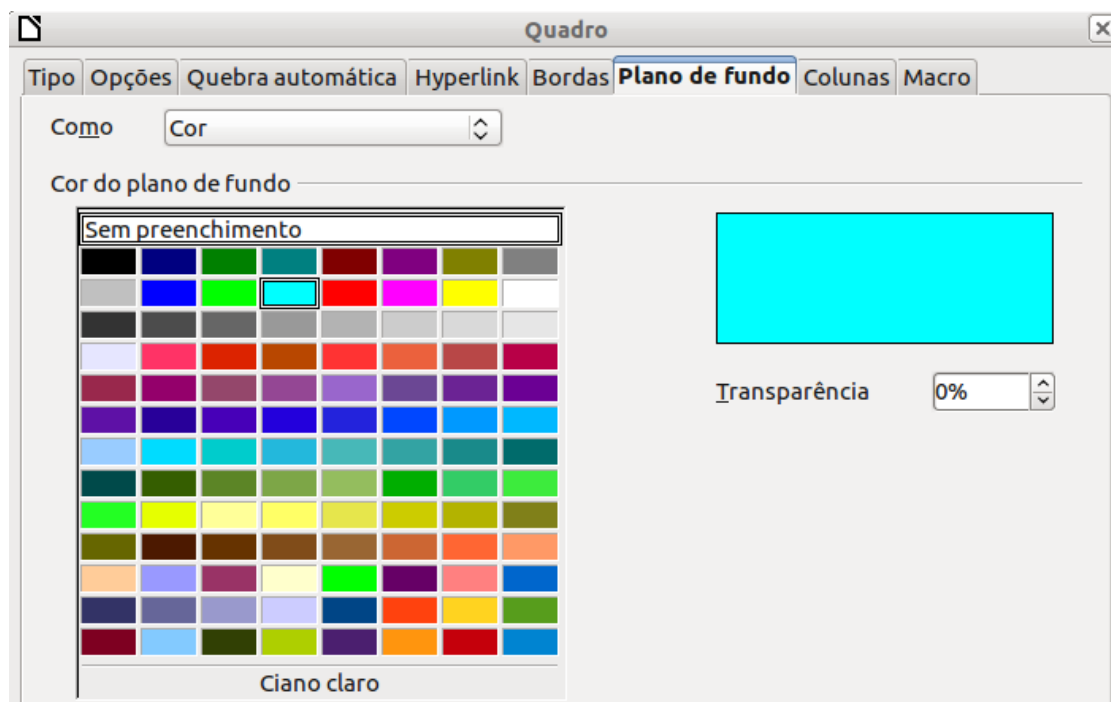 Quadro
Tipo Opções Quebra automática Hyperlink Bordas Plano de fundo Colunas Macro
Como Cor
Cor do plano de fundo
Sem preenchimento
Transparência 0%
Ciano claro